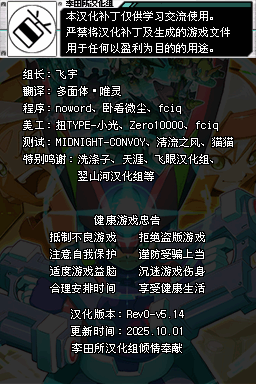 李田所汉化组
本汉化补丁仅供学习交流使用。
严禁将汉化补丁及生成的游戏文件
用于任何以盈利为目的的用途。
组长：飞宇
翻译：多面体·唯灵
程序：noword、卧看微尘、fciq
美工：扭TYPE-小光、Zero10000、fciq
测试：MIDNIGHT-CONVOY、清流之风、猫猫
特别鸣谢：洗涤子、天涯、飞眼汉化组、
翌山河汉化组等
健康游戏忠告
抵制不良游戏 拒绝盗版游戏
注意自我保护 谨防受骗上当
适度游戏益脑 沉迷游戏伤身
合理安排时间 享受健康生活
汉化版本：Rev0-v5.14
更新时间：2025.10.01
李田所汉化组倾情奉献